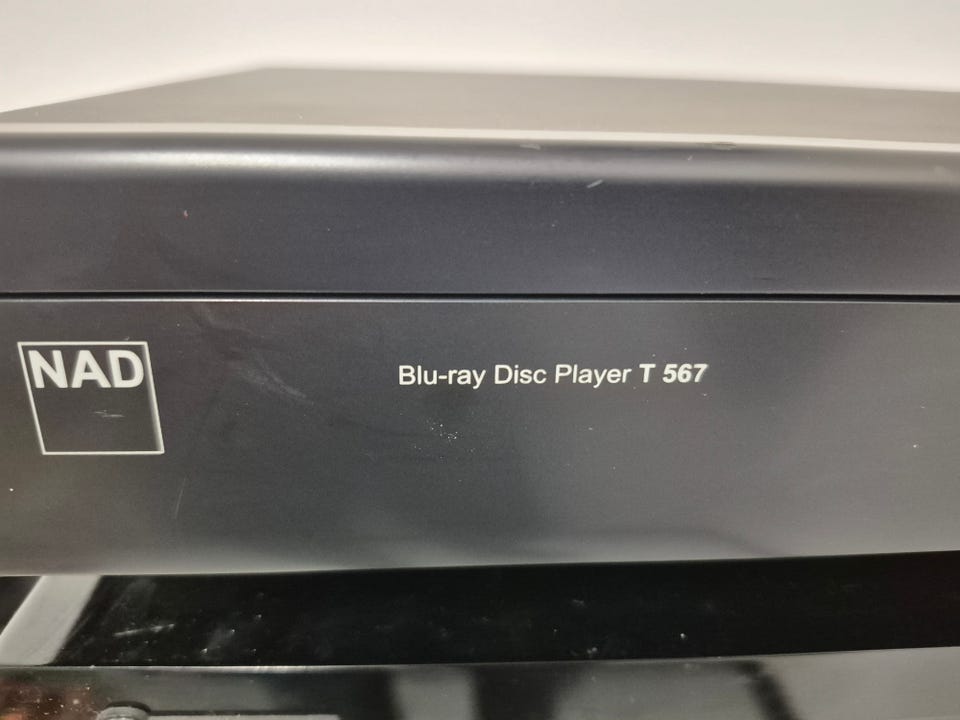 NAD
Blu-ray Disc Player T 567